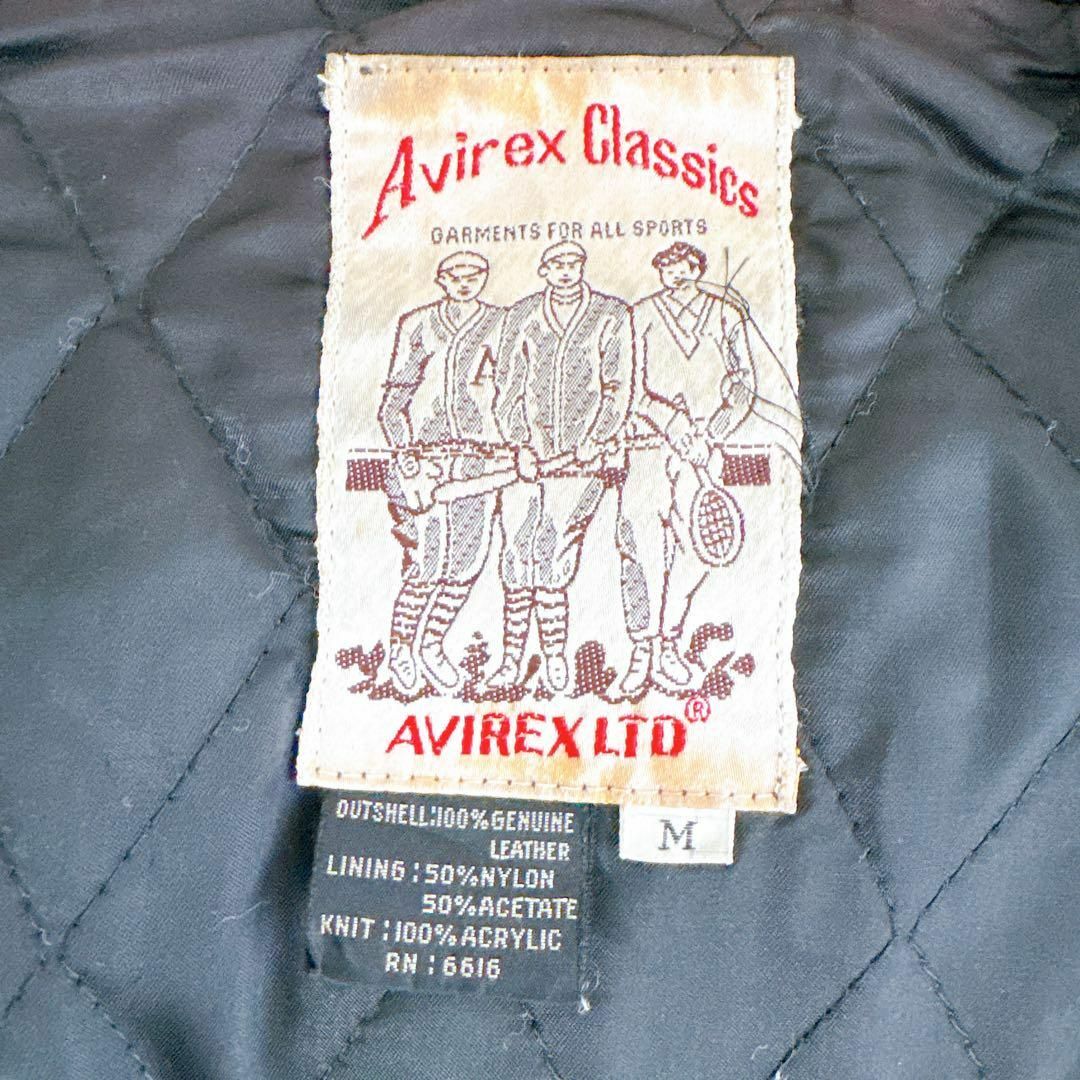 Avirex Classics
GARMENTS FOR ALL SPORTS
A
AVIREX LTD®
OUTSHELL:100%GENUINE
LEATHER
LINING:50%NYLON
50%ACETATE
KNIT:100%ACRYLIC
RN:6616
M